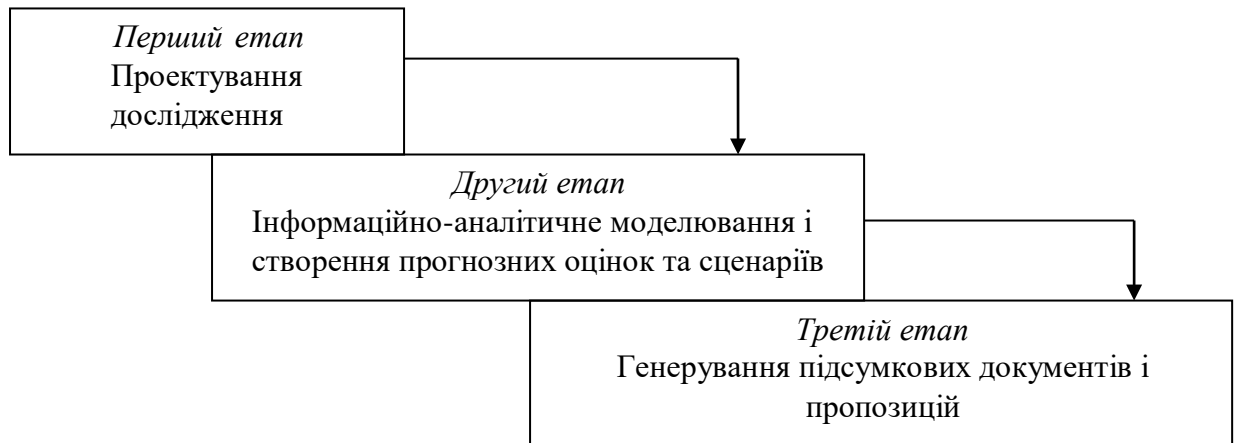 Перший етап
Проектування
дослідження
Другий етап
Інформаційно-аналітичне моделювання і
створення прогнозних оцінок та сценаріїв
Третій етап
Генерування підсумкових документів і
пропозицій